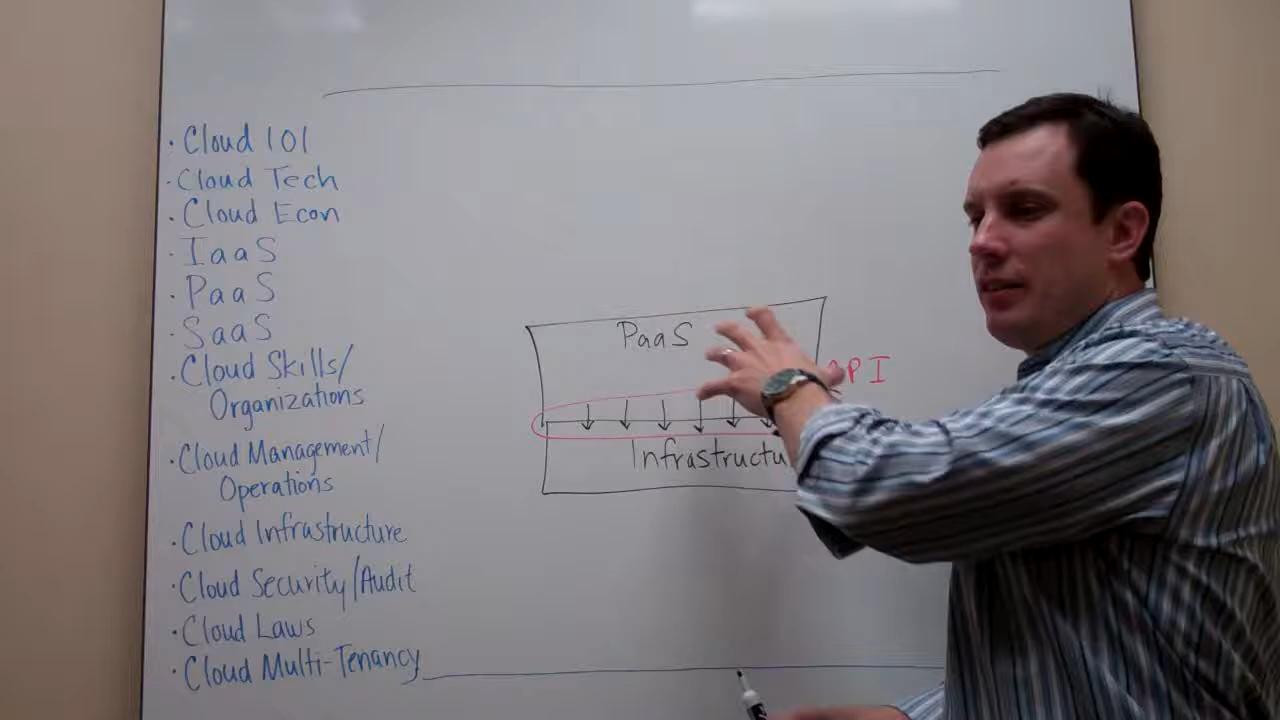 · Cloud 101
· Cloud Tech
· Cloud Econ
· IaaS
· PaaS
· SaaS
· Cloud Skills/
Organizations
· Cloud Management/
Operations
· Cloud Infrastructure
· Cloud Security/Audit
· Cloud Laws
· Cloud Multi-Tenancy
PaaS
API